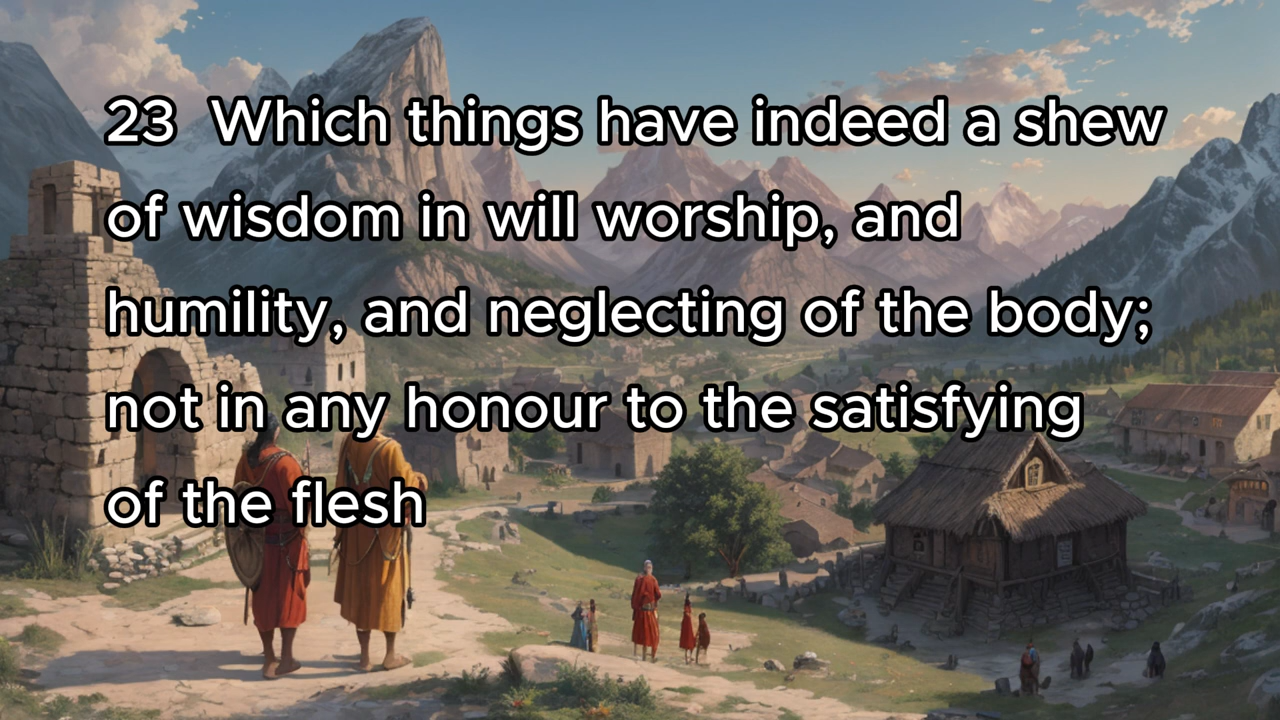 23  Which things have indeed a shew
of wisdom in will worship, and
humility, and neglecting of the body;
not in any honour to the satisfying
of the flesh